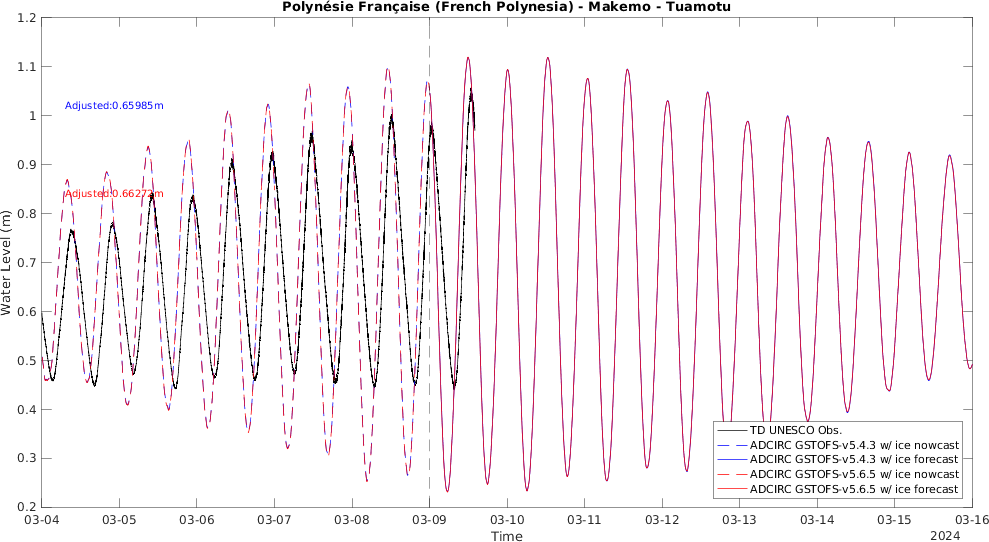 Polynésie Française (French Polynesia) - Makemo - Tuamotu
1.2
1.1
1
0.9
0.8
0.7
0.6
0.5
0.4
0.3
0.2
Water Level (m)
Adjusted:0.65985m
Adjusted:0.66272m
TD UNESCO Obs.
ADCIRC GSTOFS-v5.4.3 w/ ice nowcast
ADCIRC GSTOFS-v5.4.3 w/ ice forecast
ADCIRC GSTOFS-v5.6.5 w/ ice nowcast
ADCIRC GSTOFS-v5.6.5 w/ ice forecast
03-04 03-05 03-06 03-07 03-08 03-09 03-10 03-11 03-12 03-13 03-14 03-15 03-16
Time
2024